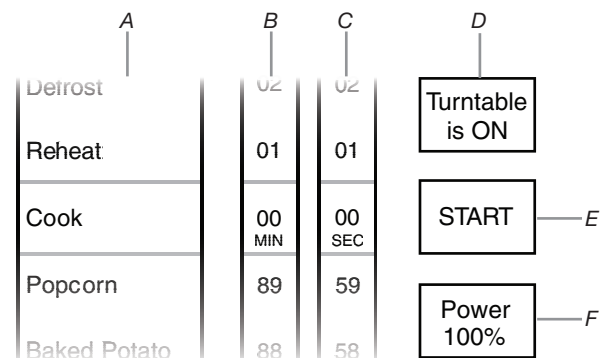 A B C D
Defrost 02 02
Turntable
is ON
Reheat 01 01
Cook 00 00 START E
MIN SEC
Popcorn 89 59
Power
100% F
Baked Potato 88 58